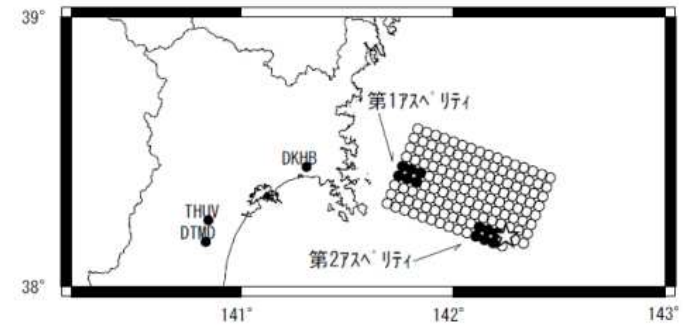 39°
第1ｱｽﾍﾟﾘﾃｨ
DKHB
THUV
DTMD
第2ｱｽﾍﾟﾘﾃｨ
38°
141°
142°
143°